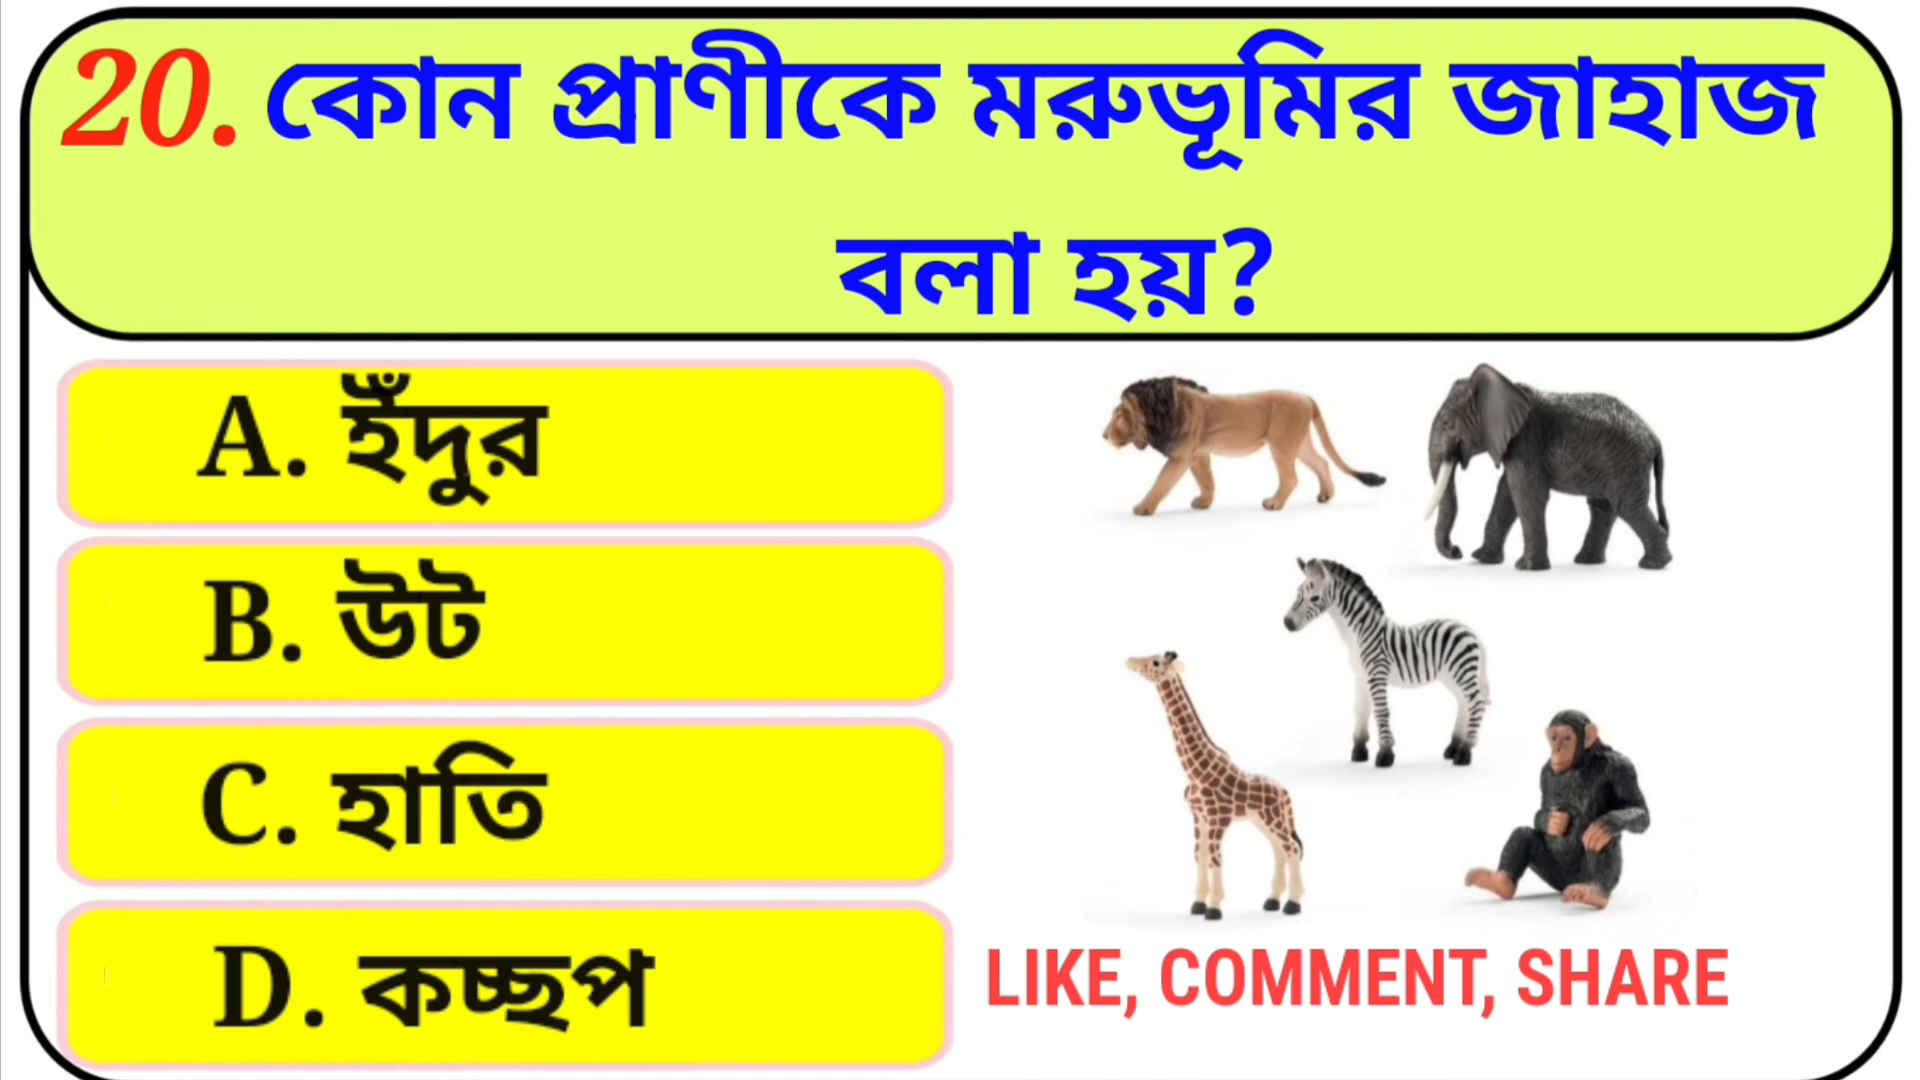 20. কোন প্রাণীকে মরুভূমির জাহাজ
বলা হয়?
A. ইঁদুর
B. উট
C. হাতি
D. কচ্ছপ
LIKE, COMMENT, SHARE